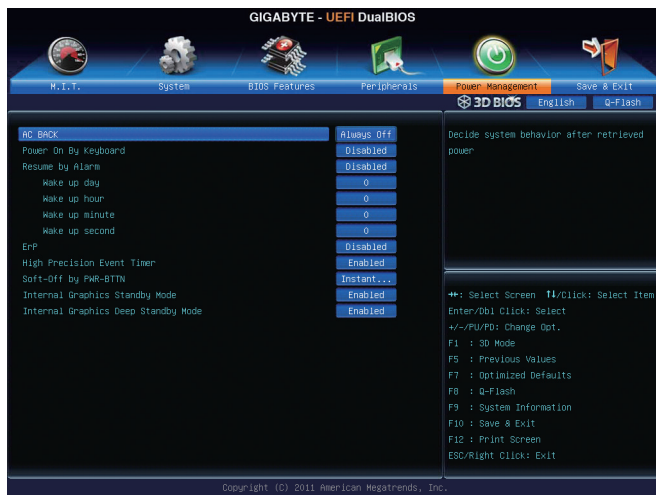 GIGABYTE - UEFI DualBIOS
M.I.T.
System
BIOS Features
Peripherals
Power Management
Save & Exit
3D BIOS
English
Q-Flash
AC BACK Always Off
Power On By Keyboard Disabled
Resume by Alarm Disabled
Wake up day 0
Wake up hour 0
Wake up minute 0
Wake up second 0
ErP Disabled
High Precision Event Timer Enabled
Soft-Off by PWR-BTTN Instant...
Internal Graphics Standby Mode Enabled
Internal Graphics Deep Standby Mode Enabled
Decide system behavior after retrieved
power
→←: Select Screen ↑↓/Click: Select Item
Enter/Dbl Click: Select
+/-/PU/PD: Change Opt.
F1 : 3D Mode
F5 : Previous Values
F7 : Optimized Defaults
F8 : Q-Flash
F9 : System Information
F10 : Save & Exit
F12 : Print Screen
ESC/Right Click: Exit
Copyright (C) 2011 American Megatrends, Inc.